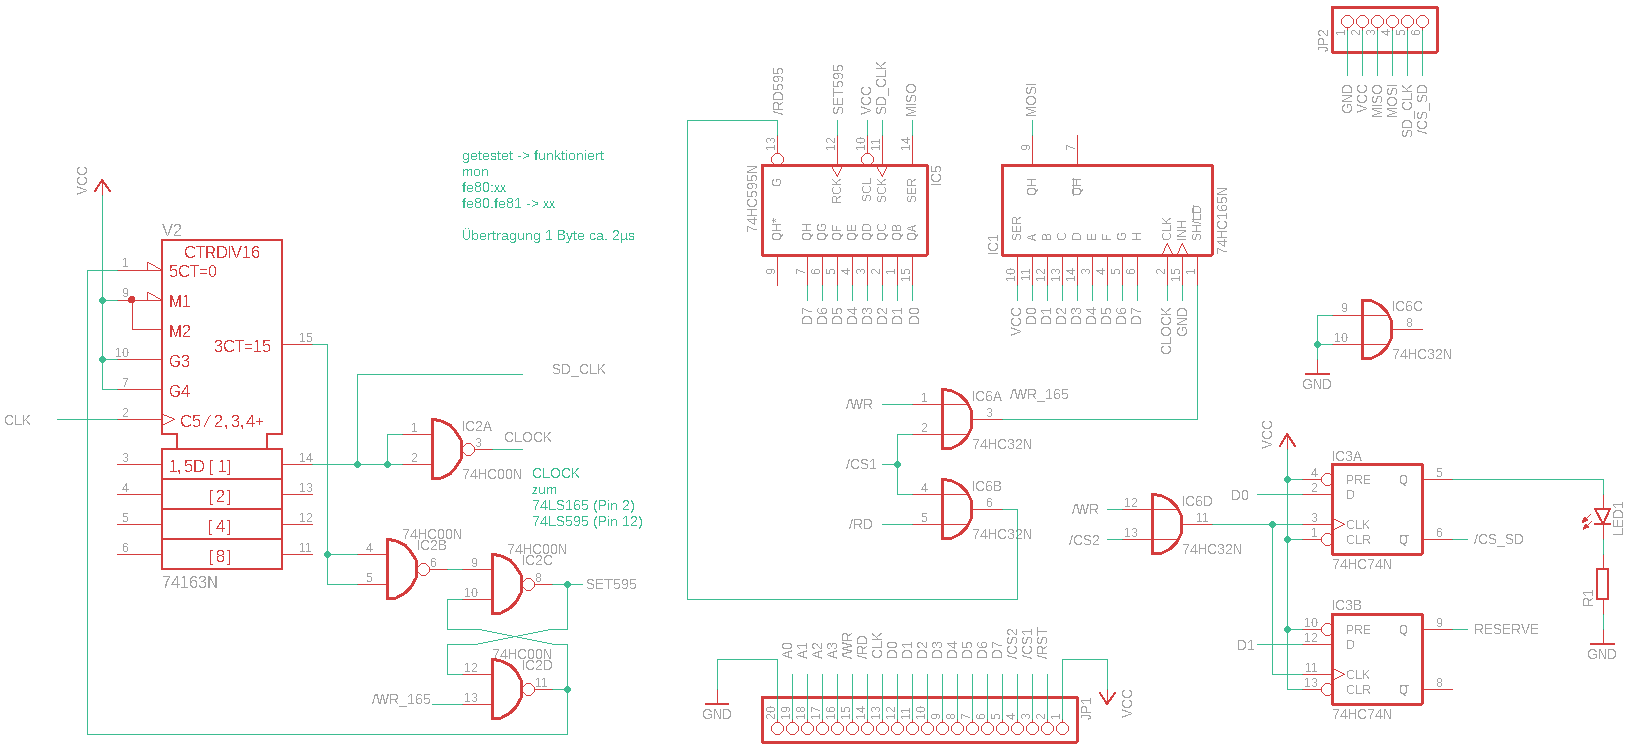 JP2
1 2 3 4 5 6
GND
VCC
MISO
MOSI
SD_CLK
/CS_SD
getestet -> funktioniert
mon
fe80:xx
fe80.fe81 -> xx
Übertragung 1 Byte ca. 2µs
VCC
V2
CTRDIV16
1 5CT=0
9 M1
M2
3CT=15 15
10 G3
7 G4
CLK 2 C5/2,3,4+
3 1,5D [1] 14
4 [2] 13
5 [4] 12
6 [8] 11
74163N
SD_CLK
IC2A
1
2
3 CLOCK
74HC00N
CLOCK
zum
74LS165 (Pin 2)
74LS595 (Pin 12)
74HC00N
IC2B
4
5
6
74HC00N
IC2C
9
10
8 SET595
74HC00N
IC2D
12
/WR_165 13
11
/RD595
SET595
VCC
SD_CLK
MISO
13 12 10 11 14
74HC595N
IC5
G RCK SCL SCK SER
QH* QH QG QF QE QD QC QB QA
9 7 6 5 4 3 2 1 15
D7 D6 D5 D4 D3 D2 D1 D0
MOSI
9 7
IC1
74HC165N
QH QH
SER A B C D E F G H CLK INH SH/LD
10 11 12 13 14 3 4 5 6 2 15 1
VCC D0 D1 D2 D3 D4 D5 D6 D7 CLOCK GND
IC6A
/WR 1
2
3 /WR_165
74HC32N
/CS1
IC6B
4
/RD 5
6
74HC32N
IC6C
9
10
8
74HC32N
GND
IC6D
/WR 12
/CS2 13
11
74HC32N
VCC
IC3A
4 PRE Q 5
D0 2 D
3 CLK
1 CLR Q 6 /CS_SD
74HC74N
IC3B
10 PRE Q 9 RESERVE
D1 12 D
11 CLK
13 CLR Q 8
74HC74N
LED1
R1
GND
A0 A1 A2 A3 /WR /RD CLK D0 D1 D2 D3 D4 D5 D6 D7 /CS2 /CS1 /RST
GND
VCC
JP1
20 19 18 17 16 15 14 13 12 11 10 9 8 7 6 5 4 3 2 1